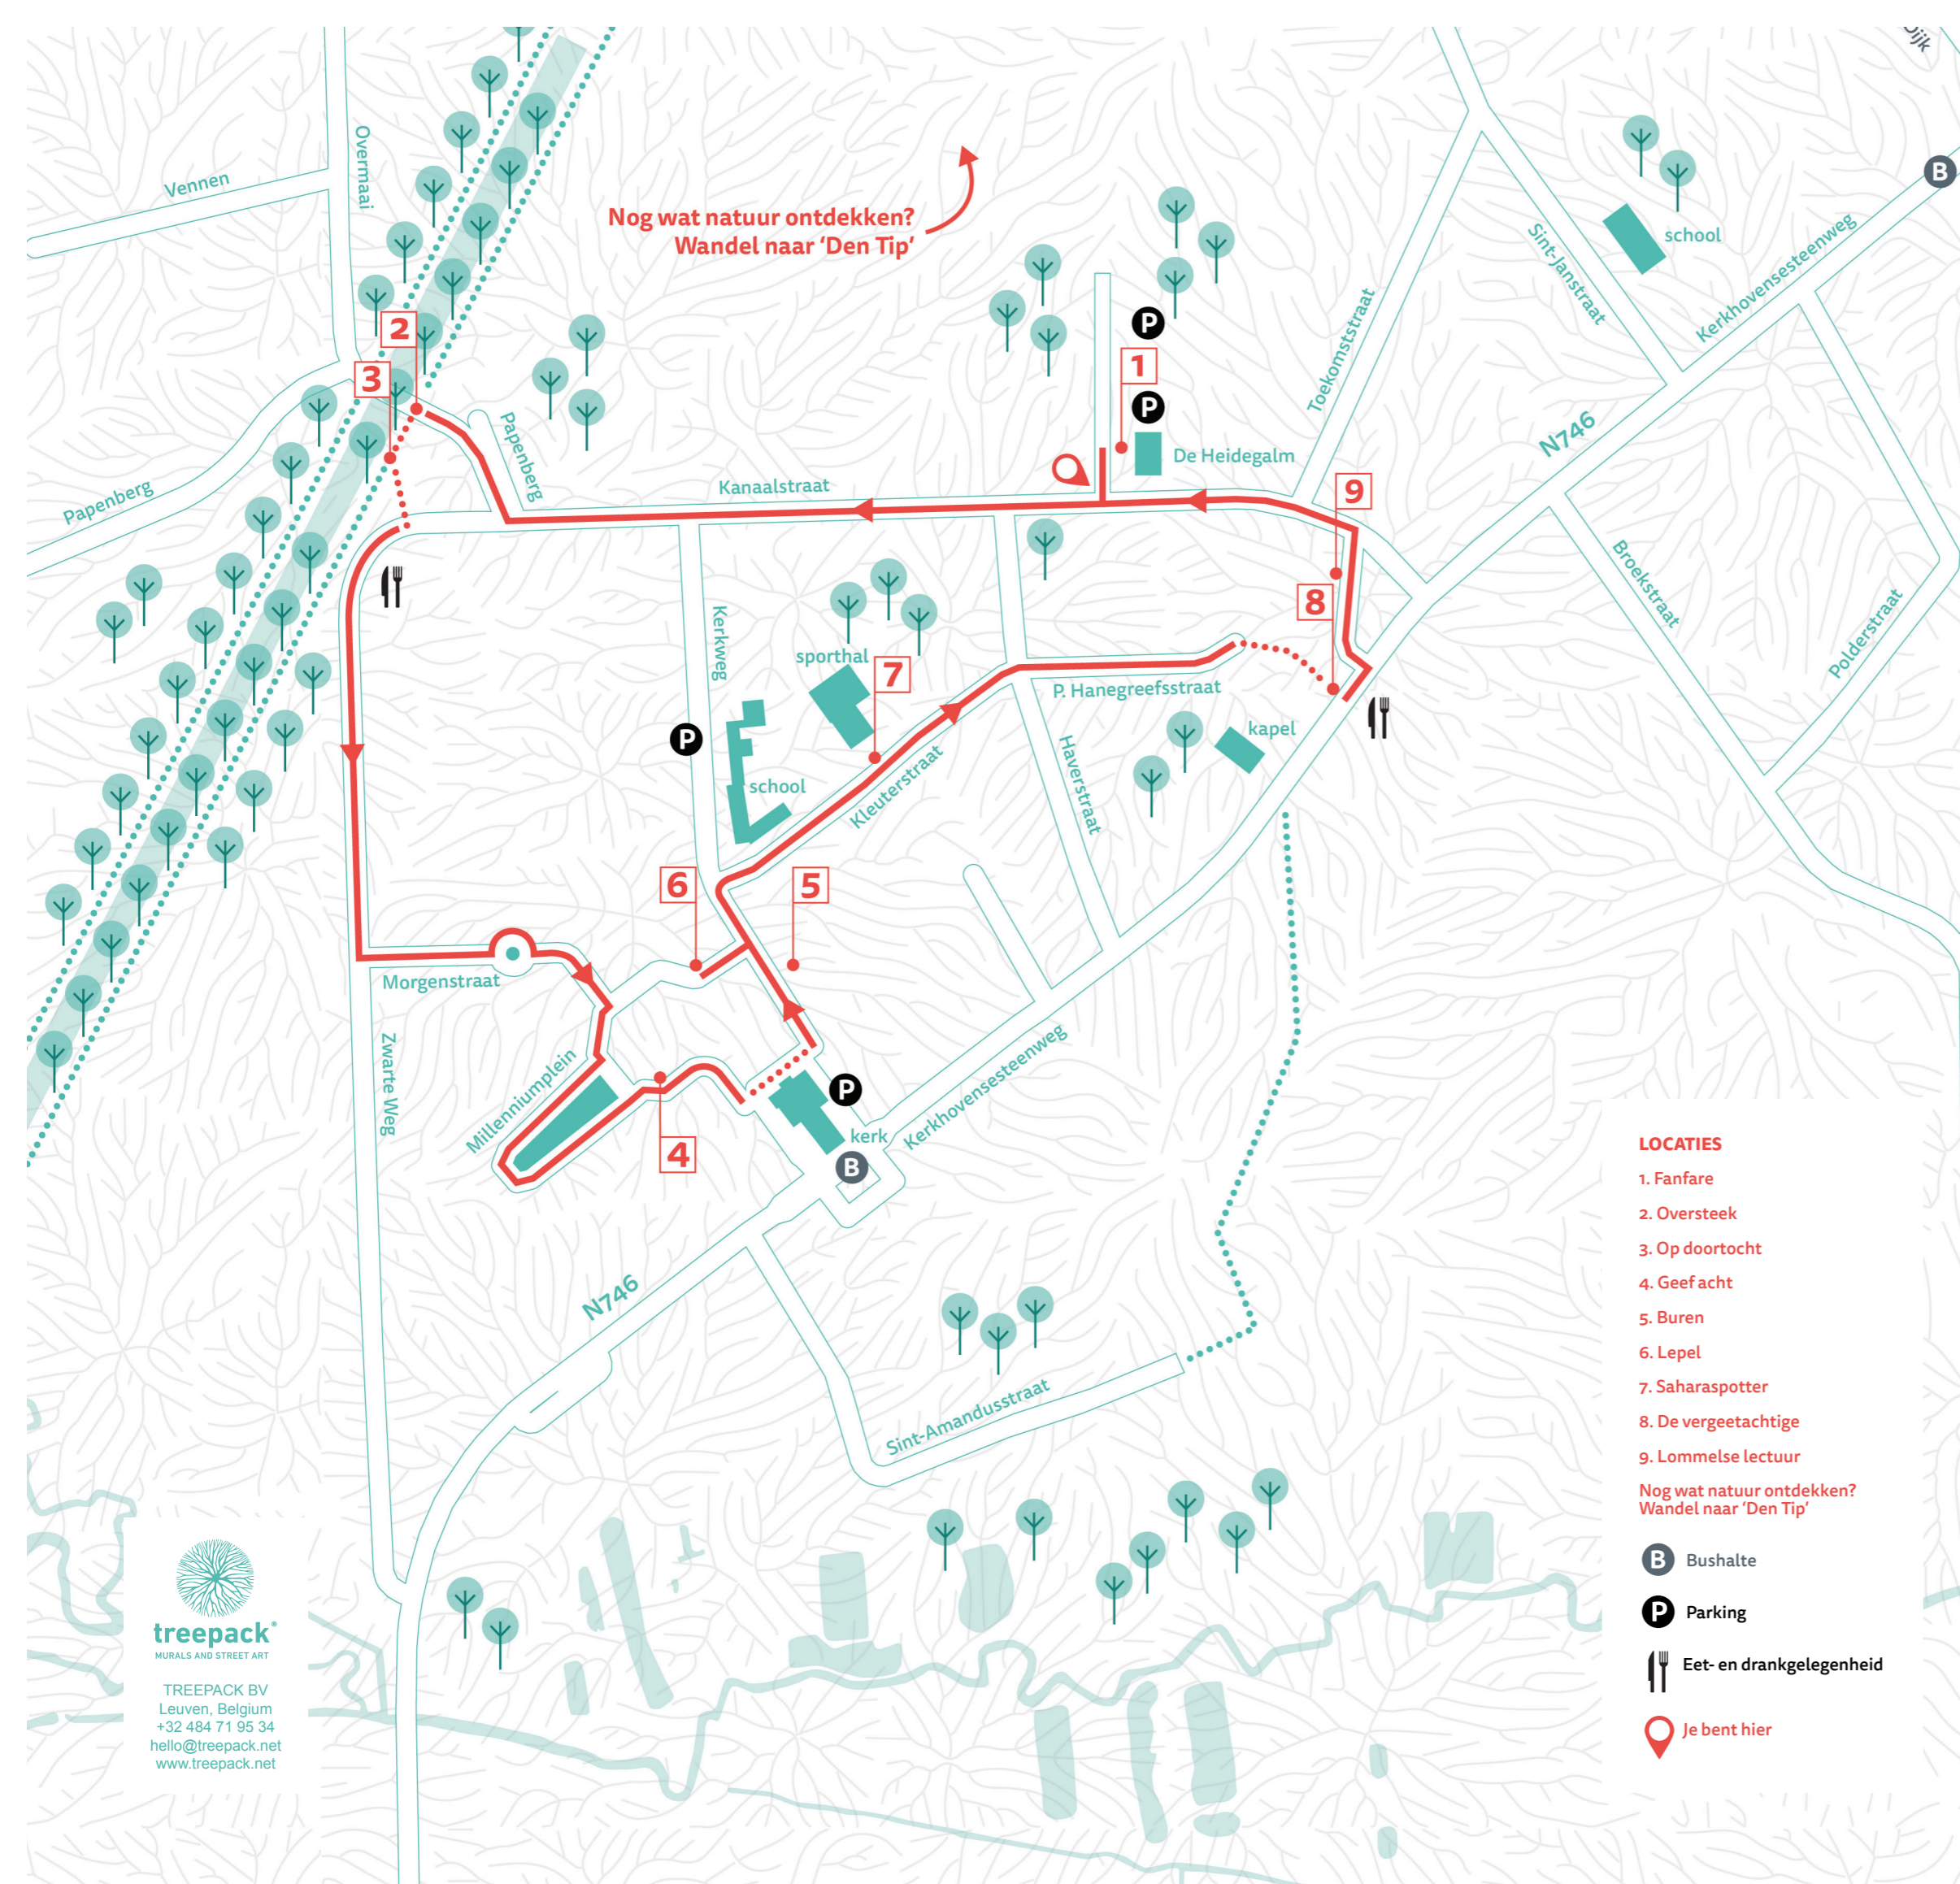 Dijk
Overmaai
Vennen
B
Nog wat natuur ontdekken?
Wandel naar ‘Den Tip’
school
Sint-Janstraat
Kerkhovensesteenweg
Toekomststraat
P
2
1
3
P
Papenberg
De Heidegalm
N746
Papenberg
Kanaalstraat
9
Broekstraat
8
Polderstraat
Kerkweg
sporthal
7
P. Hanegreefsstraat
kapel
P
Haverstraat
school
Kleuterstraat
6
5
Morgenstraat
Zwarte Weg
Millenniumplein
P
Kerkhovensesteenweg
4
kerk
B
N746
Sint-Amandusstraat
LOCATIES
1. Fanfare
2. Oversteek
3. Op doortocht
4. Geef acht
5. Buren
6. Lepel
7. Saharaspotter
8. De vergeetachtige
9. Lommelse lectuur
Nog wat natuur ontdekken?
Wandel naar ‘Den Tip’
B Bushalte
P Parking
Eet- en drankgelegenheid
Je bent hier
treepack®
MURALS AND STREET ART
TREEPACK BV
Leuven, Belgium
+32 484 71 95 34
hello@treepack.net
www.treepack.net